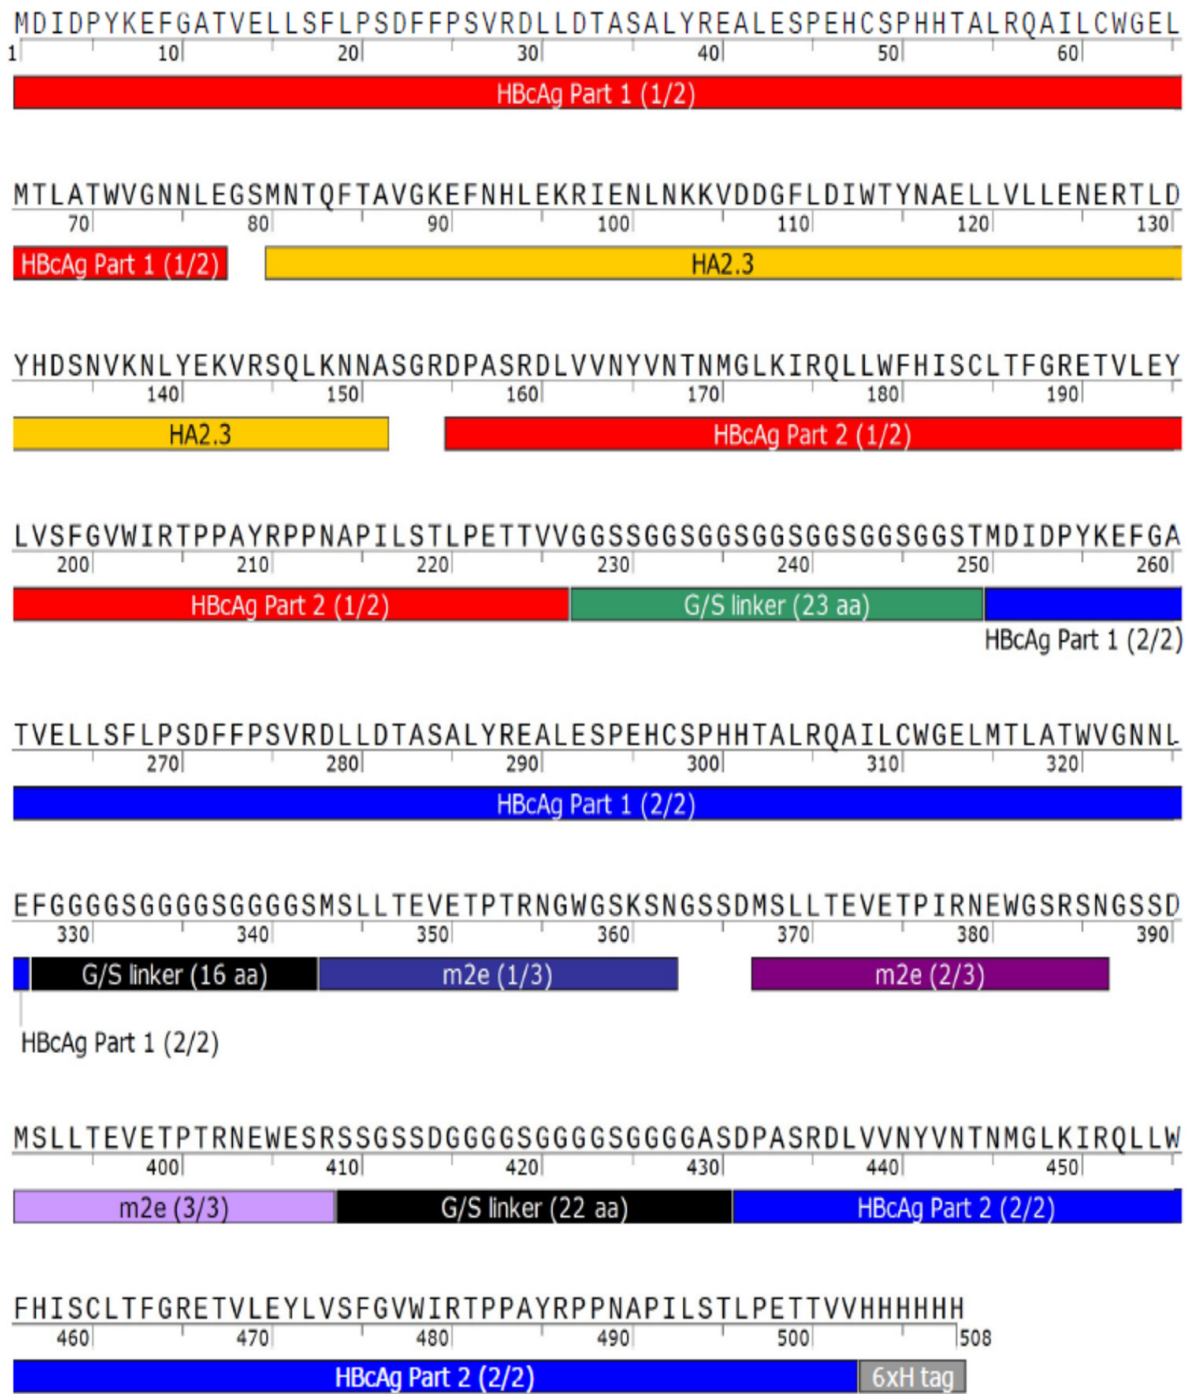 MDIDPYKEFGATVELLSFLPSDFFPSVRDLLDTASALYREALESPEHCSPHHTALRQAILCWGEL
1 10 20 30 40 50 60
HBcAg Part 1 (1/2)
MTLATWVGNNLEGSMNTQFTAVGKEFNHLEKRIENLNKKVDDGFLDIWTYNAELLVLLENERTLD
70 80 90 100 110 120 130
HBcAg Part 1 (1/2) HA2.3
YHDSNVKNLYEKVRSQLKNNASGRDPASRDLVVNYVNTNMGLKIRQLLWFHISCLTFGRETVLEY
140 150 160 170 180 190
HA2.3 HBcAg Part 2 (1/2)
LVSFGVWIRTPPAYRPPNAPILSTLPETTVVGGSSGGSGGSGGSGGSGGSGGSTMDIDPYKEFGA
200 210 220 230 240 250 260
HBcAg Part 2 (1/2) G/S linker (23 aa)
HBcAg Part 1 (2/2)
TVELLSFLPSDFFPSVRDLLDTASALYREALESPEHCSPHHTALRQAILCWGELMTLATWVGNNL
270 280 290 300 310 320
HBcAg Part 1 (2/2)
EFGGGGSGGGGSGGGGSMSLLTEVETPTRNGWGSKSNGSSDMSLLTEVETPIRNEWGSRSNGSSD
330 340 350 360 370 380 390
G/S linker (16 aa) m2e (1/3) m2e (2/3)
HBcAg Part 1 (2/2)
MSLLTEVETPTRNEWESRSSGSSDGGGGSGGGGSGGGGASDPASRDLVVNYVNTNMGLKIRQLLW
400 410 420 430 440 450
m2e (3/3) G/S linker (22 aa) HBcAg Part 2 (2/2)
FHISCLTFGRETVLEYLVSFGVWIRTPPAYRPPNAPILSTLPETTVVHHHHHH
460 470 480 490 500 508
HBcAg Part 2 (2/2) 6xH tag